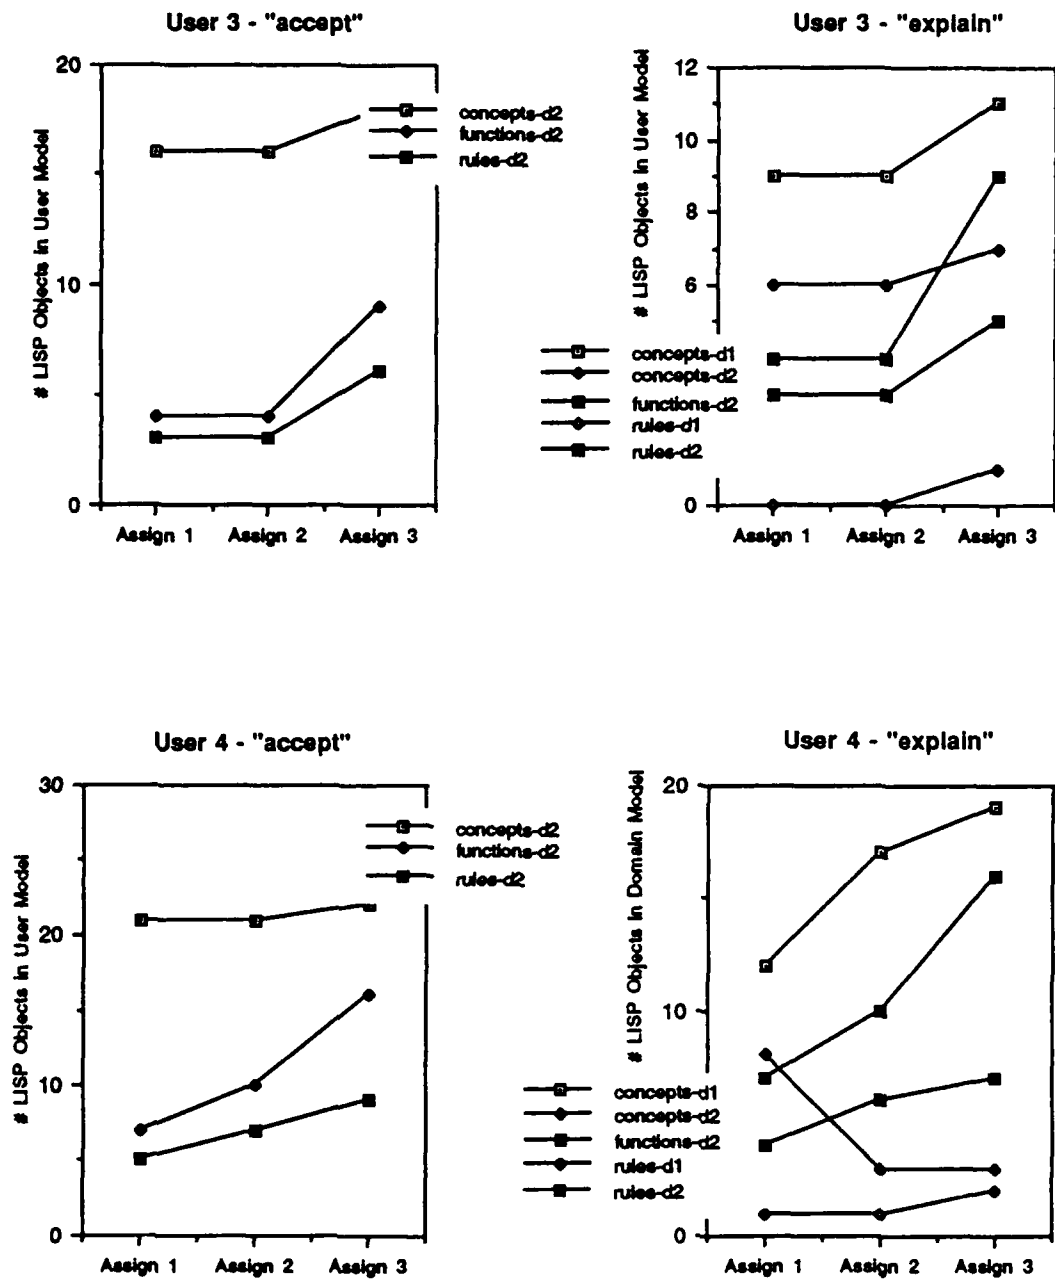 User 3 - "accept"
# LISP Objects in User Model
20
10
0
concepts-d2
functions-d2
rules-d2
Assign 1 Assign 2 Assign 3
User 3 - "explain"
# LISP Objects in User Model
12
10
8
6
0
concepts-d1
concepts-d2
functions-d2
rules-d1
rules-d2
Assign 1 Assign 2 Assign 3
User 4 - "accept"
# LISP Objects in User Model
30
20
10
0
concepts-d2
functions-d2
rules-d2
Assign 1 Assign 2 Assign 3
User 4 - "explain"
# LISP Objects in Domain Model
20
10
0
concepts-d1
concepts-d2
functions-d2
rules-d1
rules-d2
Assign 1 Assign 2 Assign 3